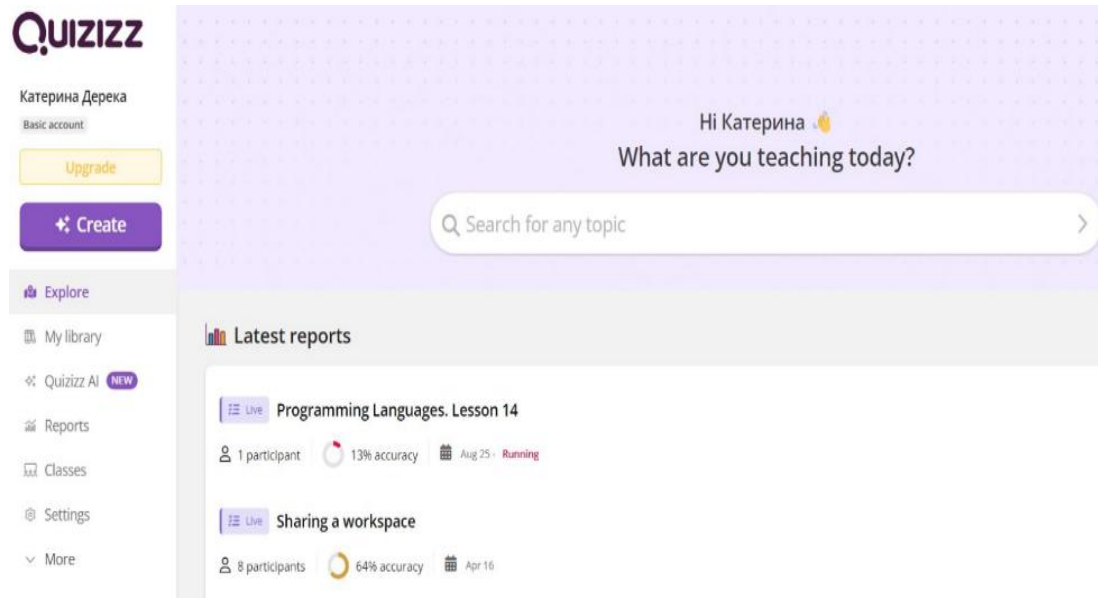 QUIZIZZ
Катерина Дерека
Basic account
Upgrade
Create
Explore
My library
Quizizz AI NEW
Reports
Classes
Settings
More
Hi Катерина 👋
What are you teaching today?
Search for any topic
Latest reports
Live Programming Languages. Lesson 14
1 participant 13% accuracy Aug 25 · Running
Live Sharing a workspace
8 participants 64% accuracy Apr 16